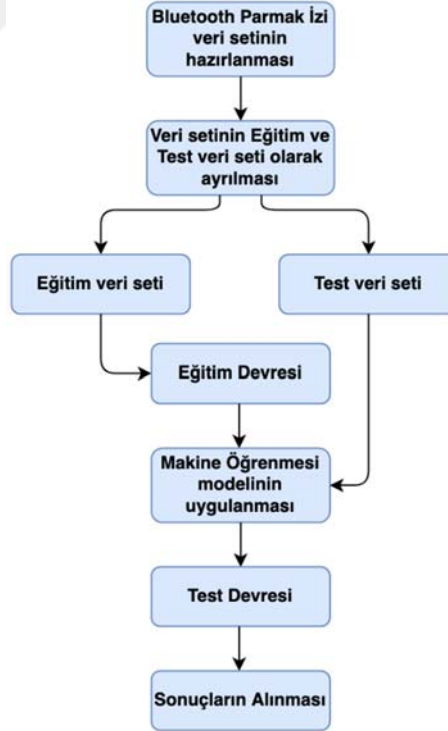 Bluetooth Parmak İzi
veri setinin
hazırlanması
Veri setinin Eğitim ve
Test veri seti olarak
ayrılması
Eğitim veri seti
Test veri seti
Eğitim Devresi
Makine Öğrenmesi
modelinin
uygulanması
Test Devresi
Sonuçların Alınması